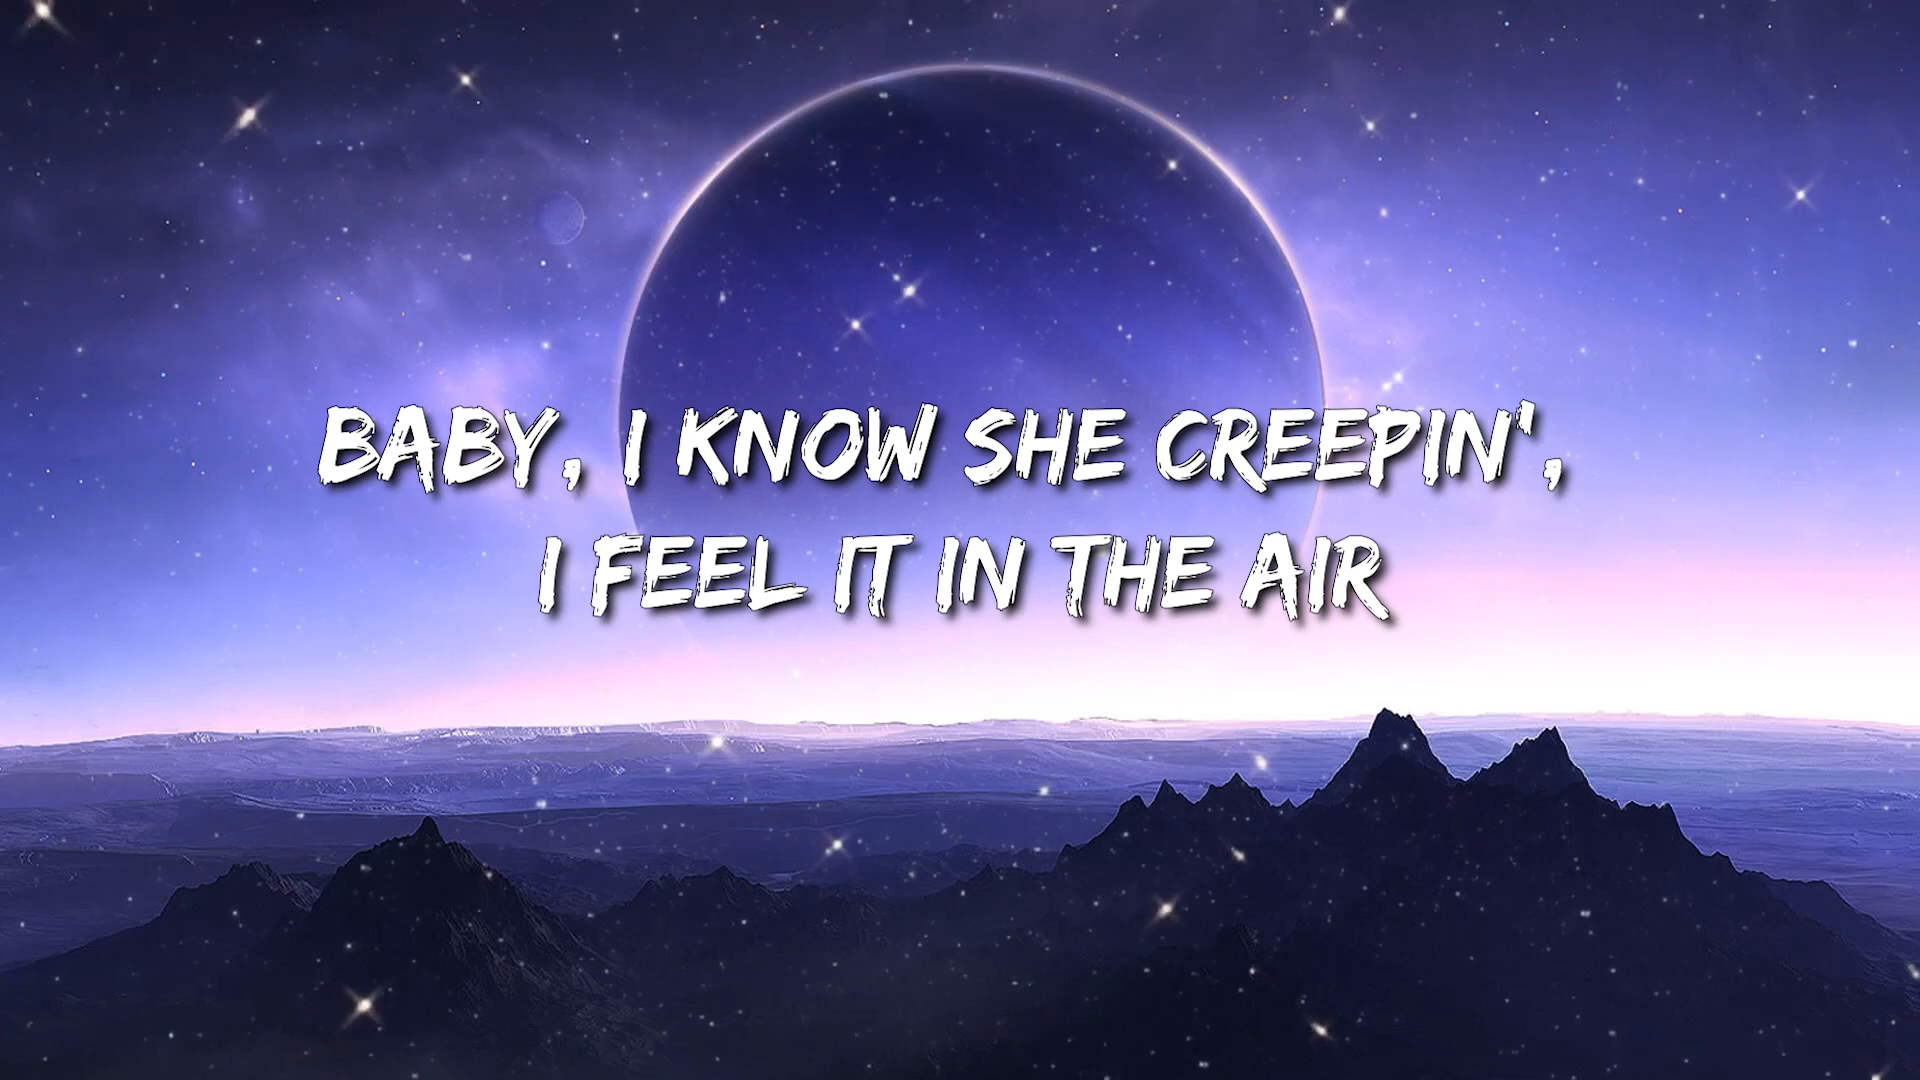 BABY, I KNOW SHE CREEPIN',
I FEEL IT IN THE AIR